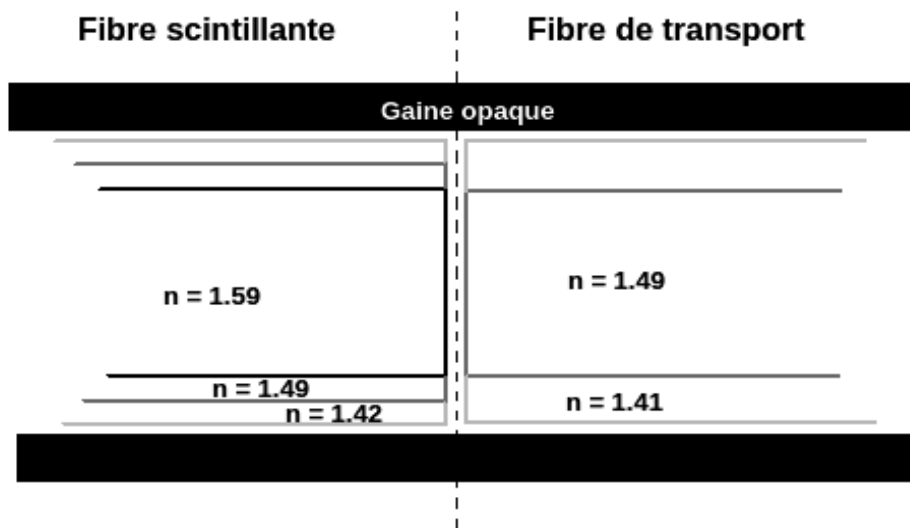 Fibre scintillante
Fibre de transport
Gaine opaque
n = 1.59
n = 1.49
n = 1.49
n = 1.42
n = 1.41